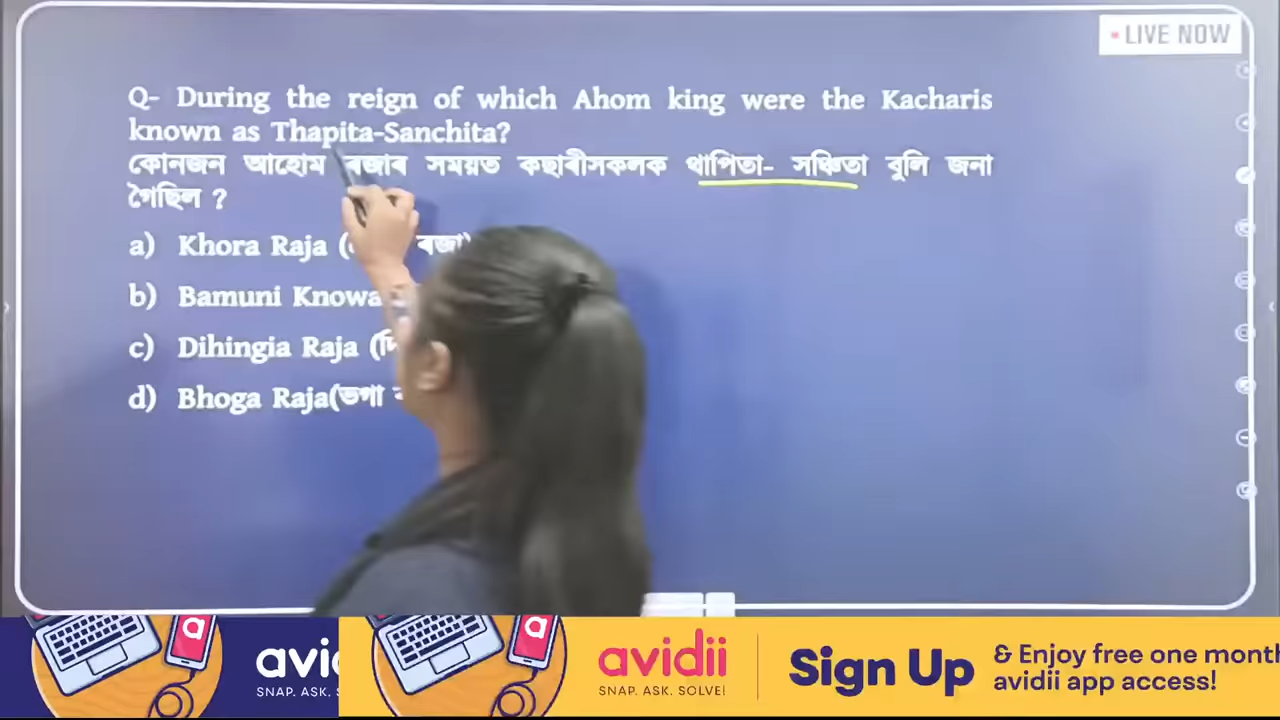 LIVE NOW
Q- During the reign of which Ahom king were the Kacharis
known as Thapita-Sanchita?
কোনজন আহোম ৰজাৰ সময়ত কছাৰীসকলক থাপিতা- সঞ্চিতা বুলি জনা
গৈছিল ?
a) Khora Raja ( ৰজা)
b) Bamuni Knowa
c) Dihingia Raja (
d) Bhoga Raja(ভগা
avidii
SNAP. ASK. SOLVE!
Sign Up
& Enjoy free one month
avidii app access!